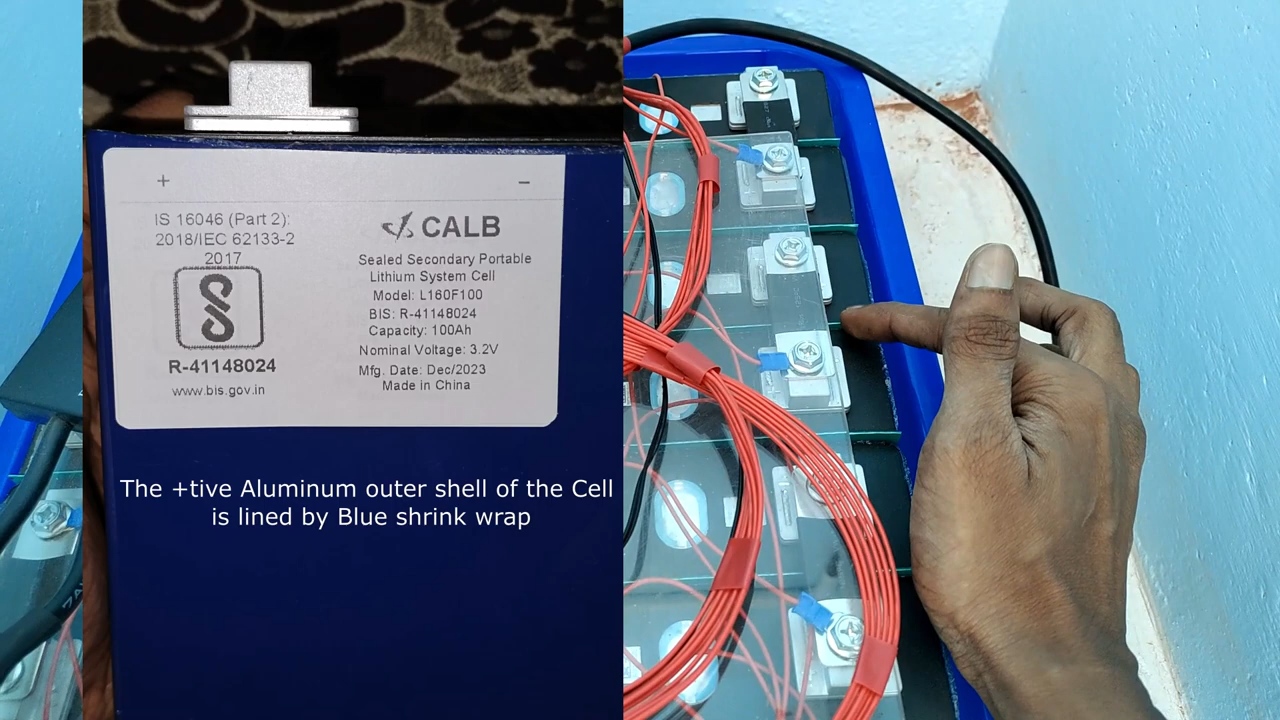 + −
IS 16046 (Part 2):
2018/IEC 62133-2
2017
R-41148024
www.bis.gov.in
CALB
Sealed Secondary Portable
Lithium System Cell
Model: L160F100
BIS: R-41148024
Capacity: 100Ah
Nominal Voltage: 3.2V
Mfg. Date: Dec/2023
Made in China
The +tive Aluminum outer shell of the Cell
is lined by Blue shrink wrap